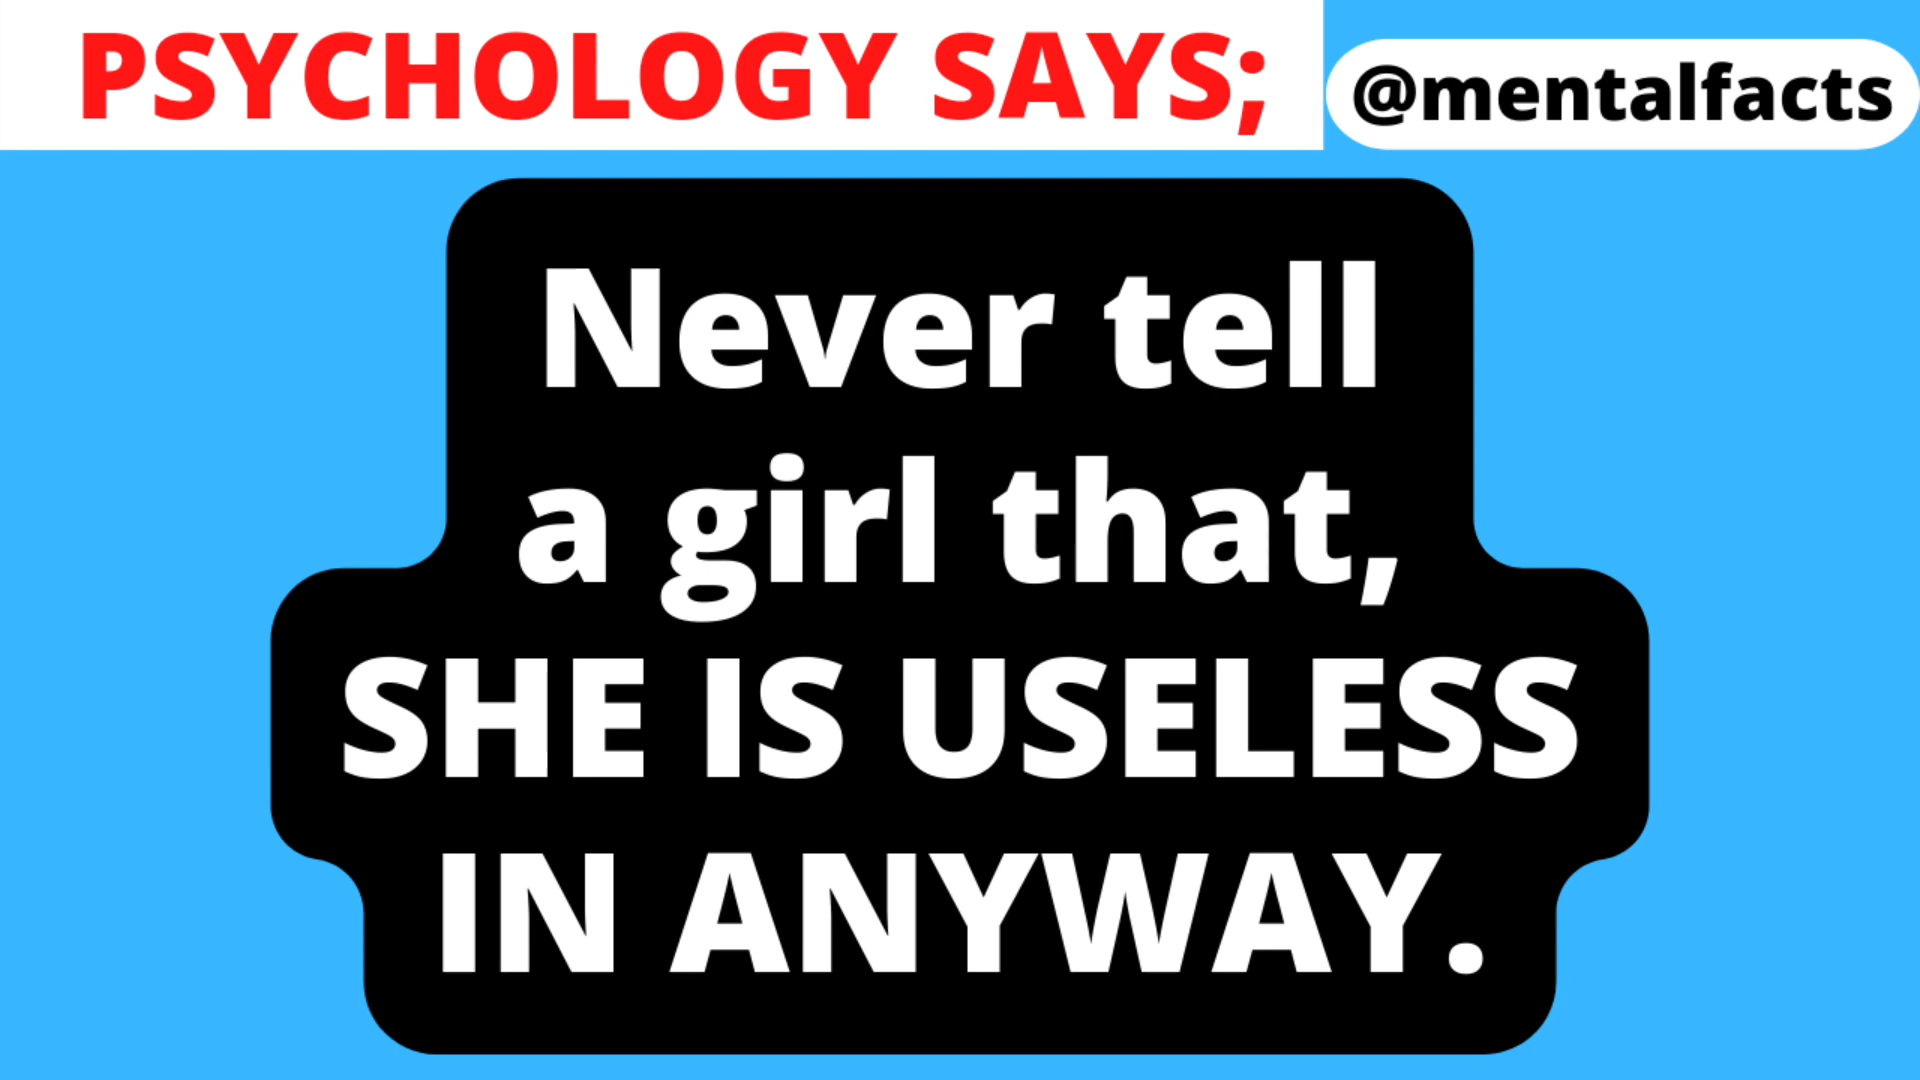 PSYCHOLOGY SAYS;
@mentalfacts
Never tell
a girl that,
SHE IS USELESS
IN ANYWAY.